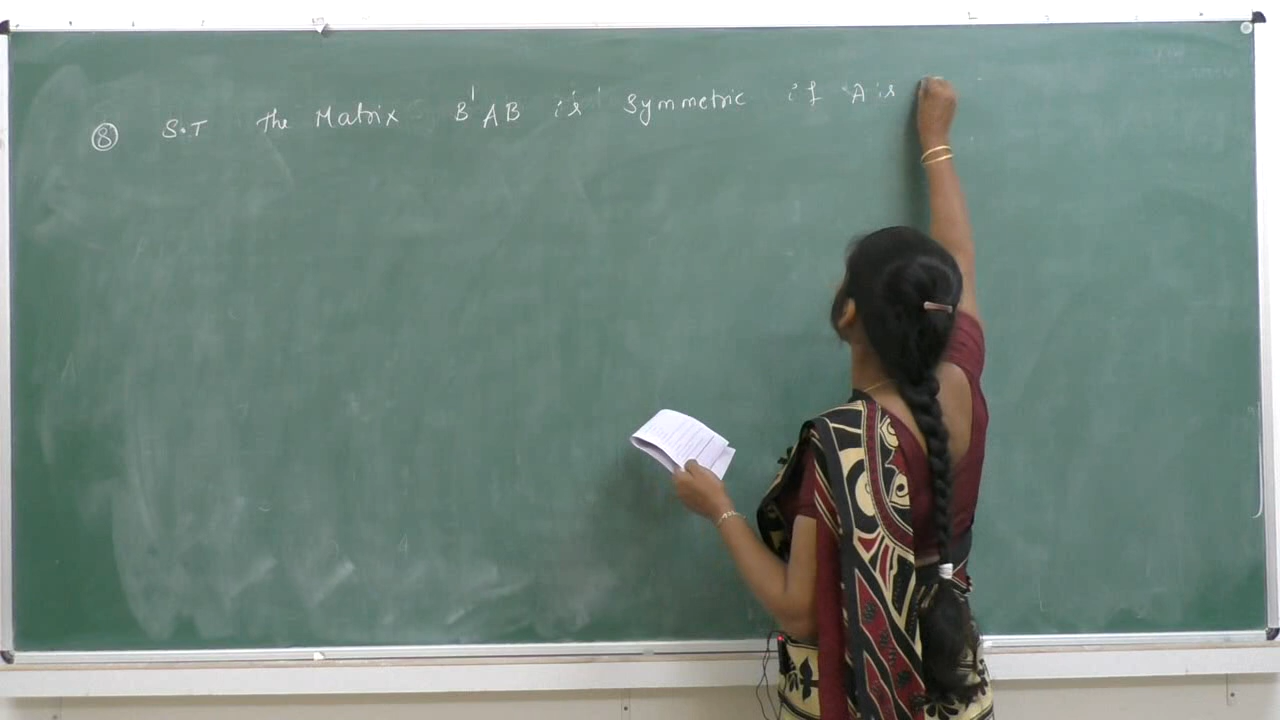 ⑧ S.T The Matrix B'AB is symmetric if A is